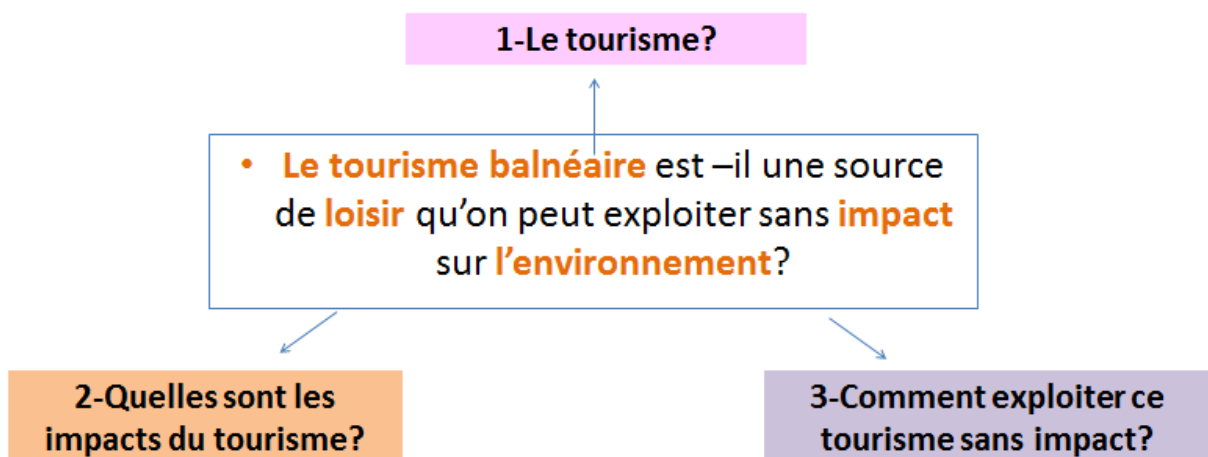 1-Le tourisme?
• Le tourisme balnéaire est –il une source
de loisir qu’on peut exploiter sans impact
sur l’environnement?
2-Quelles sont les
impacts du tourisme?
3-Comment exploiter ce
tourisme sans impact?